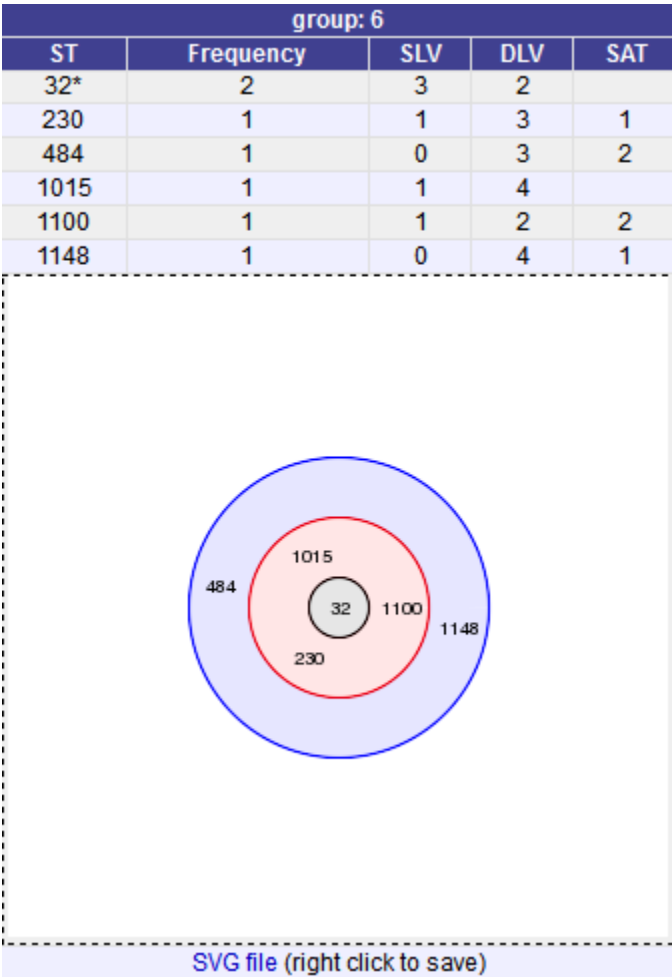 group: 6
ST Frequency SLV DLV SAT
32* 2 3 2
230 1 1 3 1
484 1 0 3 2
1015 1 1 4
1100 1 1 2 2
1148 1 0 4 1
1015
484
32 1100
1148
230
SVG file (right click to save)